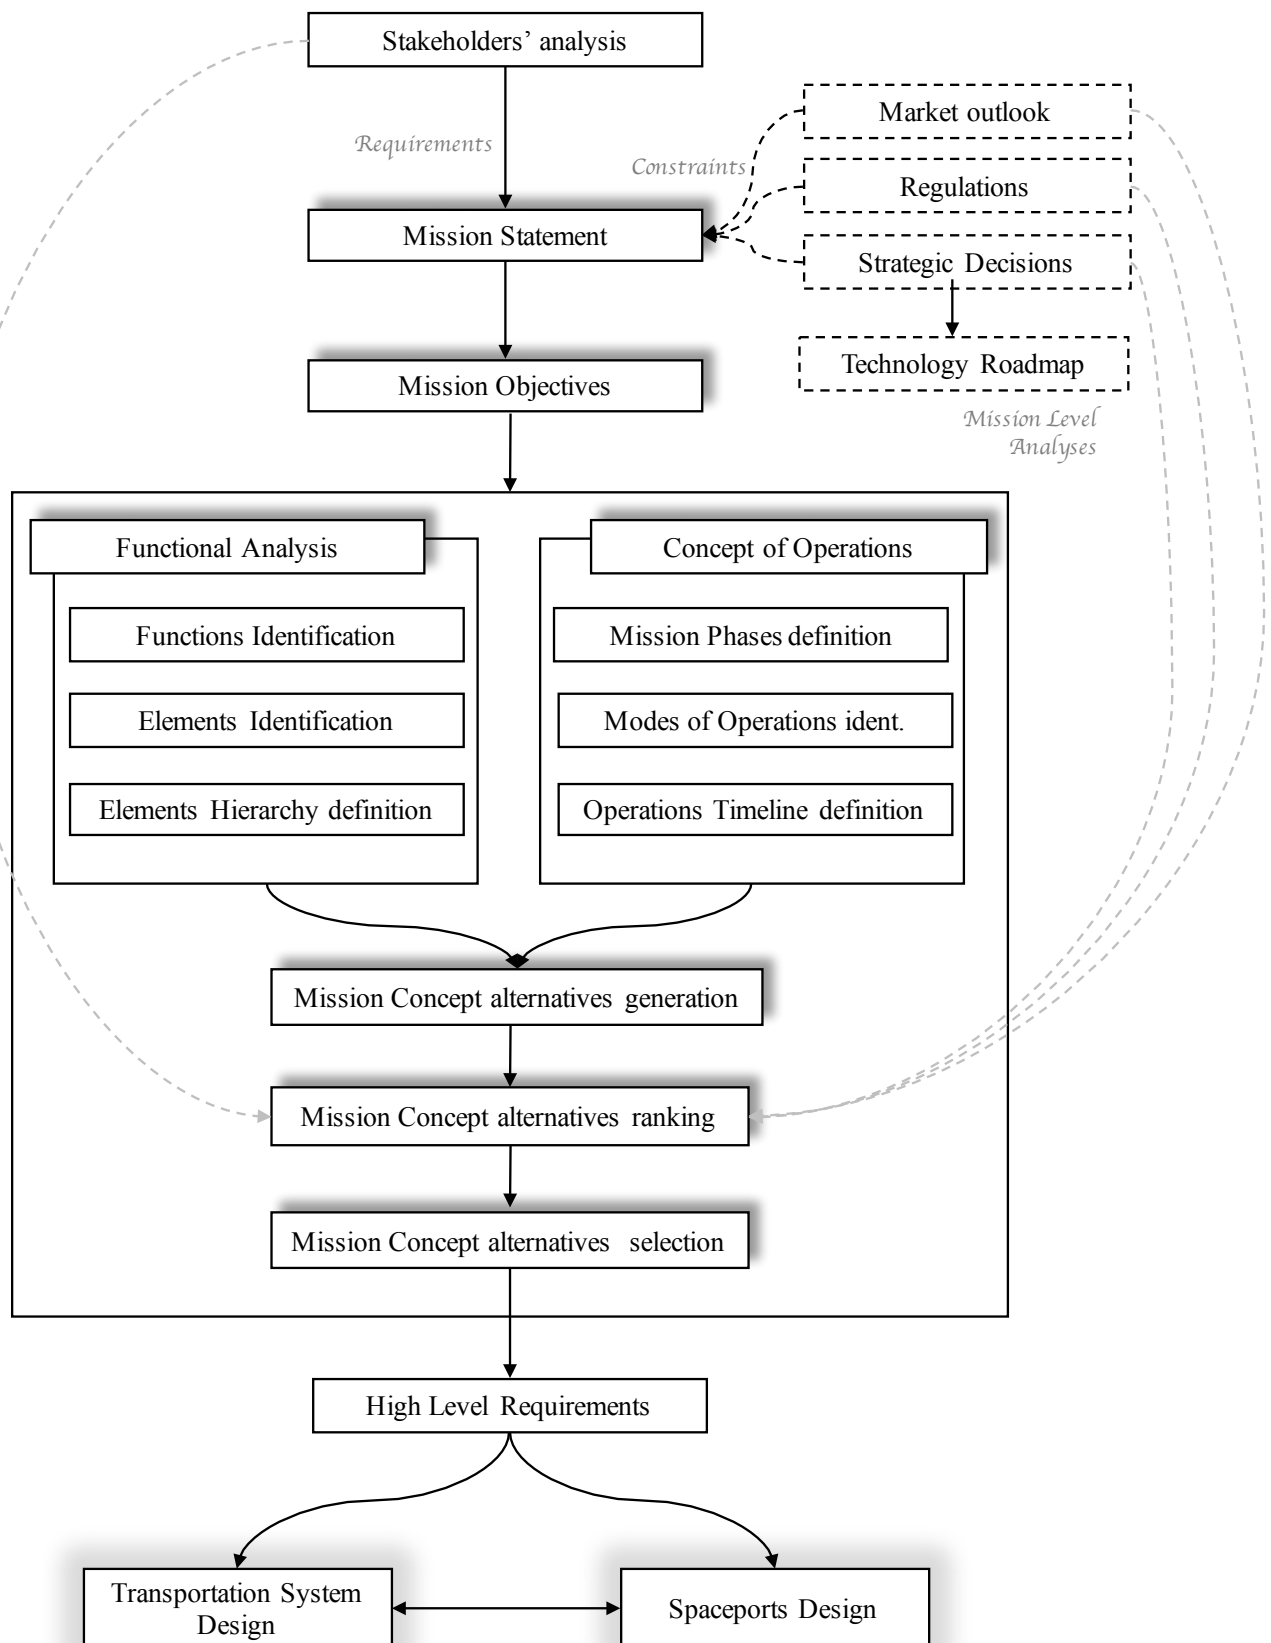 Stakeholders’ analysis
Market outlook
Requirements
Constraints
Regulations
Mission Statement
Strategic Decisions
Technology Roadmap
Mission Objectives
Mission Level
Analyses
Functional Analysis
Concept of Operations
Functions Identification
Mission Phases definition
Elements Identification
Modes of Operations ident.
Elements Hierarchy definition
Operations Timeline definition
Mission Concept alternatives generation
Mission Concept alternatives ranking
Mission Concept alternatives selection
High Level Requirements
Transportation System
Design
Spaceports Design